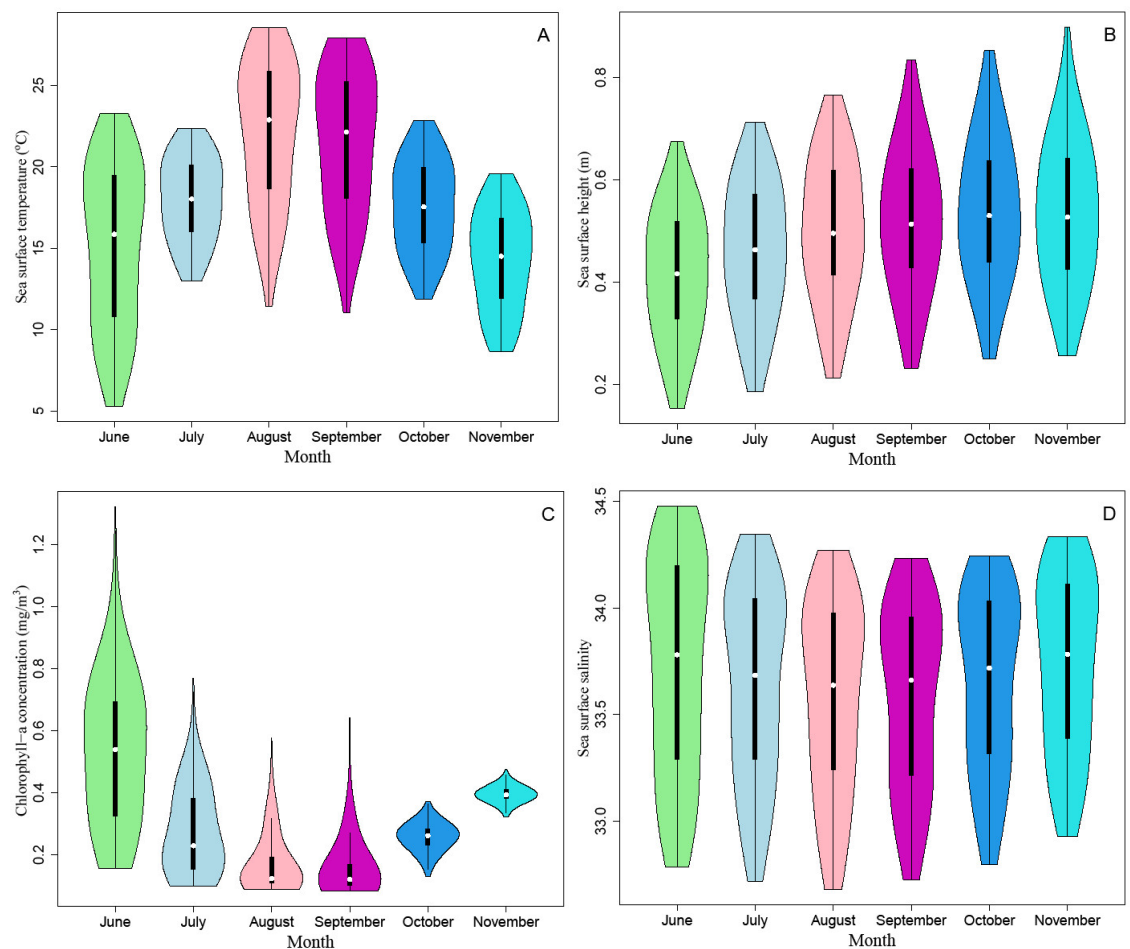 A
Sea surface temperature (°C)
25
20
15
10
5
June July August September October November
Month
B
Sea surface height (m)
0.8
0.6
0.4
0.2
June July August September October November
Month
C
Chlorophyll-a concentration (mg/m³)
1.2
1.0
0.8
0.6
0.4
0.2
June July August September October November
Month
D
Sea surface salinity
34.5
34.0
33.5
33.0
June July August September October November
Month